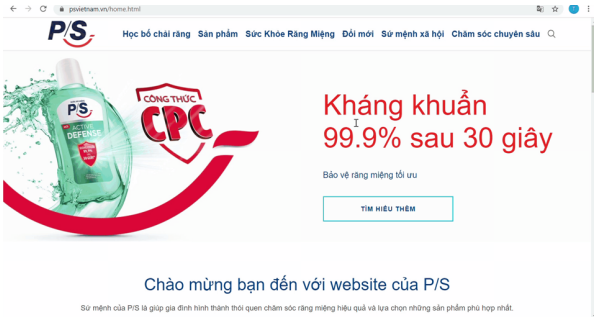 psvietnam.vn/home.html
P/S
Học bổ chải răng Sản phẩm Sức Khỏe Răng Miệng Đổi mới Sứ mệnh xã hội Chăm sóc chuyên sâu
P/S
ACTIVE
DEFENSE
CÔNG THỨC
CPC
Kháng khuẩn
99.9% sau 30 giây
Bảo vệ răng miệng tối ưu
TÌM HIỂU THÊM
Chào mừng bạn đến với website của P/S
Sứ mệnh của P/S là giúp gia đình hình thành thói quen chăm sóc răng miệng hiệu quả và lựa chọn những sản phẩm phù hợp nhất.